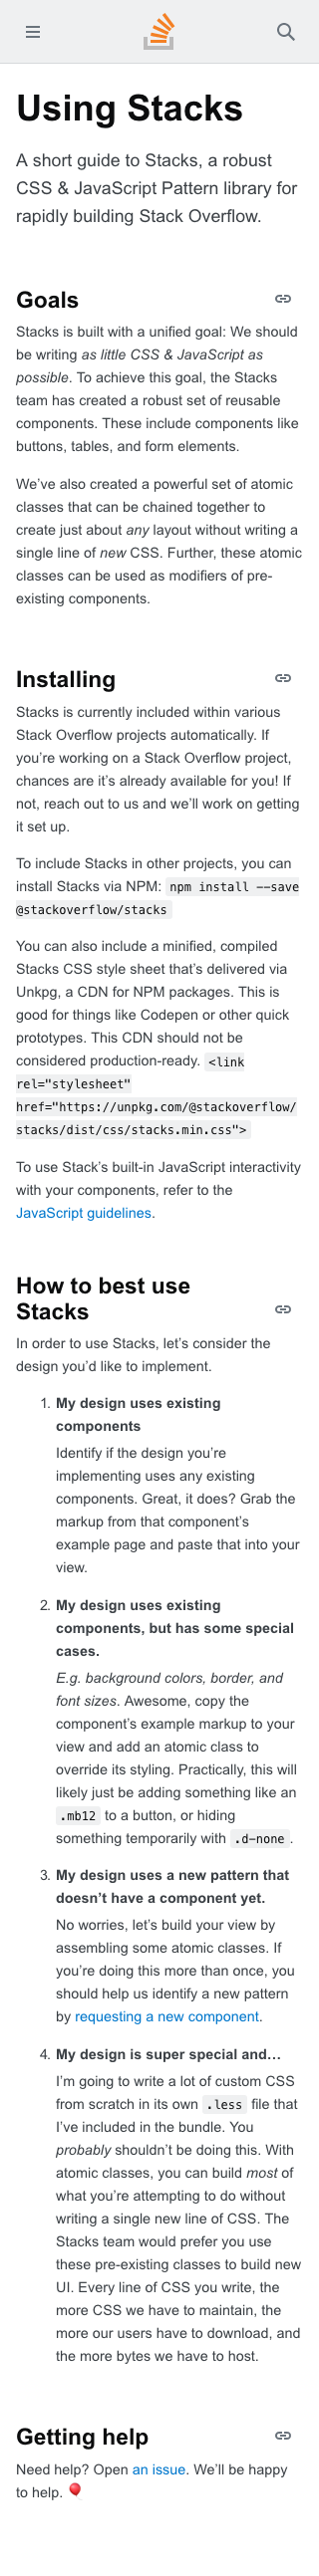 Using Stacks
A short guide to Stacks, a robust
CSS & JavaScript Pattern library for
rapidly building Stack Overflow.
Goals
Stacks is built with a unified goal: We should
be writing as little CSS & JavaScript as
possible. To achieve this goal, the Stacks
team has created a robust set of reusable
components. These include components like
buttons, tables, and form elements.
We’ve also created a powerful set of atomic
classes that can be chained together to
create just about any layout without writing a
single line of new CSS. Further, these atomic
classes can be used as modifiers of pre-
existing components.
Installing
Stacks is currently included within various
Stack Overflow projects automatically. If
you’re working on a Stack Overflow project,
chances are it’s already available for you! If
not, reach out to us and we’ll work on getting
it set up.
To include Stacks in other projects, you can
install Stacks via NPM: npm install --save
@stackoverflow/stacks
You can also include a minified, compiled
Stacks CSS style sheet that’s delivered via
Unkpg, a CDN for NPM packages. This is
good for things like Codepen or other quick
prototypes. This CDN should not be
considered production-ready. <link
rel="stylesheet"
href="https://unpkg.com/@stackoverflow/
stacks/dist/css/stacks.min.css">
To use Stack’s built-in JavaScript interactivity
with your components, refer to the
JavaScript guidelines.
How to best use
Stacks
In order to use Stacks, let’s consider the
design you’d like to implement.
1. My design uses existing
components
Identify if the design you’re
implementing uses any existing
components. Great, it does? Grab the
markup from that component’s
example page and paste that into your
view.
2. My design uses existing
components, but has some special
cases.
E.g. background colors, border, and
font sizes. Awesome, copy the
component’s example markup to your
view and add an atomic class to
override its styling. Practically, this will
likely just be adding something like an
.mb12 to a button, or hiding
something temporarily with .d-none.
3. My design uses a new pattern that
doesn’t have a component yet.
No worries, let’s build your view by
assembling some atomic classes. If
you’re doing this more than once, you
should help us identify a new pattern
by requesting a new component.
4. My design is super special and…
I’m going to write a lot of custom CSS
from scratch in its own .less file that
I’ve included in the bundle. You
probably shouldn’t be doing this. With
atomic classes, you can build most of
what you’re attempting to do without
writing a single new line of CSS. The
Stacks team would prefer you use
these pre-existing classes to build new
UI. Every line of CSS you write, the
more CSS we have to maintain, the
more our users have to download, and
the more bytes we have to host.
Getting help
Need help? Open an issue. We’ll be happy
to help. 🎈